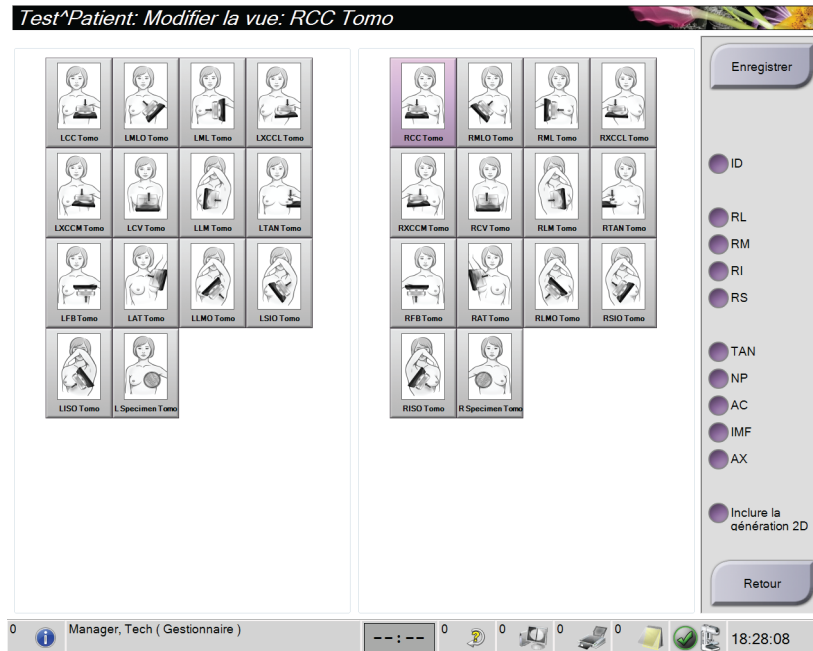 Test^Patient: Modifier la vue: RCC Tomo
LCC Tomo
LMLO Tomo
LML Tomo
LXCCL Tomo
LXCCM Tomo
LCV Tomo
LLM Tomo
LTAN Tomo
LFB Tomo
LAT Tomo
LLMO Tomo
LSIO Tomo
LISO Tomo
L Specimen Tomo
RCC Tomo
RMLO Tomo
RML Tomo
RXCCL Tomo
RXCCM Tomo
RCV Tomo
RLM Tomo
RTAN Tomo
RFB Tomo
RAT Tomo
RLMO Tomo
RSIO Tomo
RISO Tomo
R Specimen Tomo
Enregistrer
ID
RL
RM
RI
RS
TAN
NP
AC
IMF
AX
Inclure la
génération 2D
Retour
0
Manager, Tech ( Gestionnaire )
--:--
0
0
0
0
18:28:08